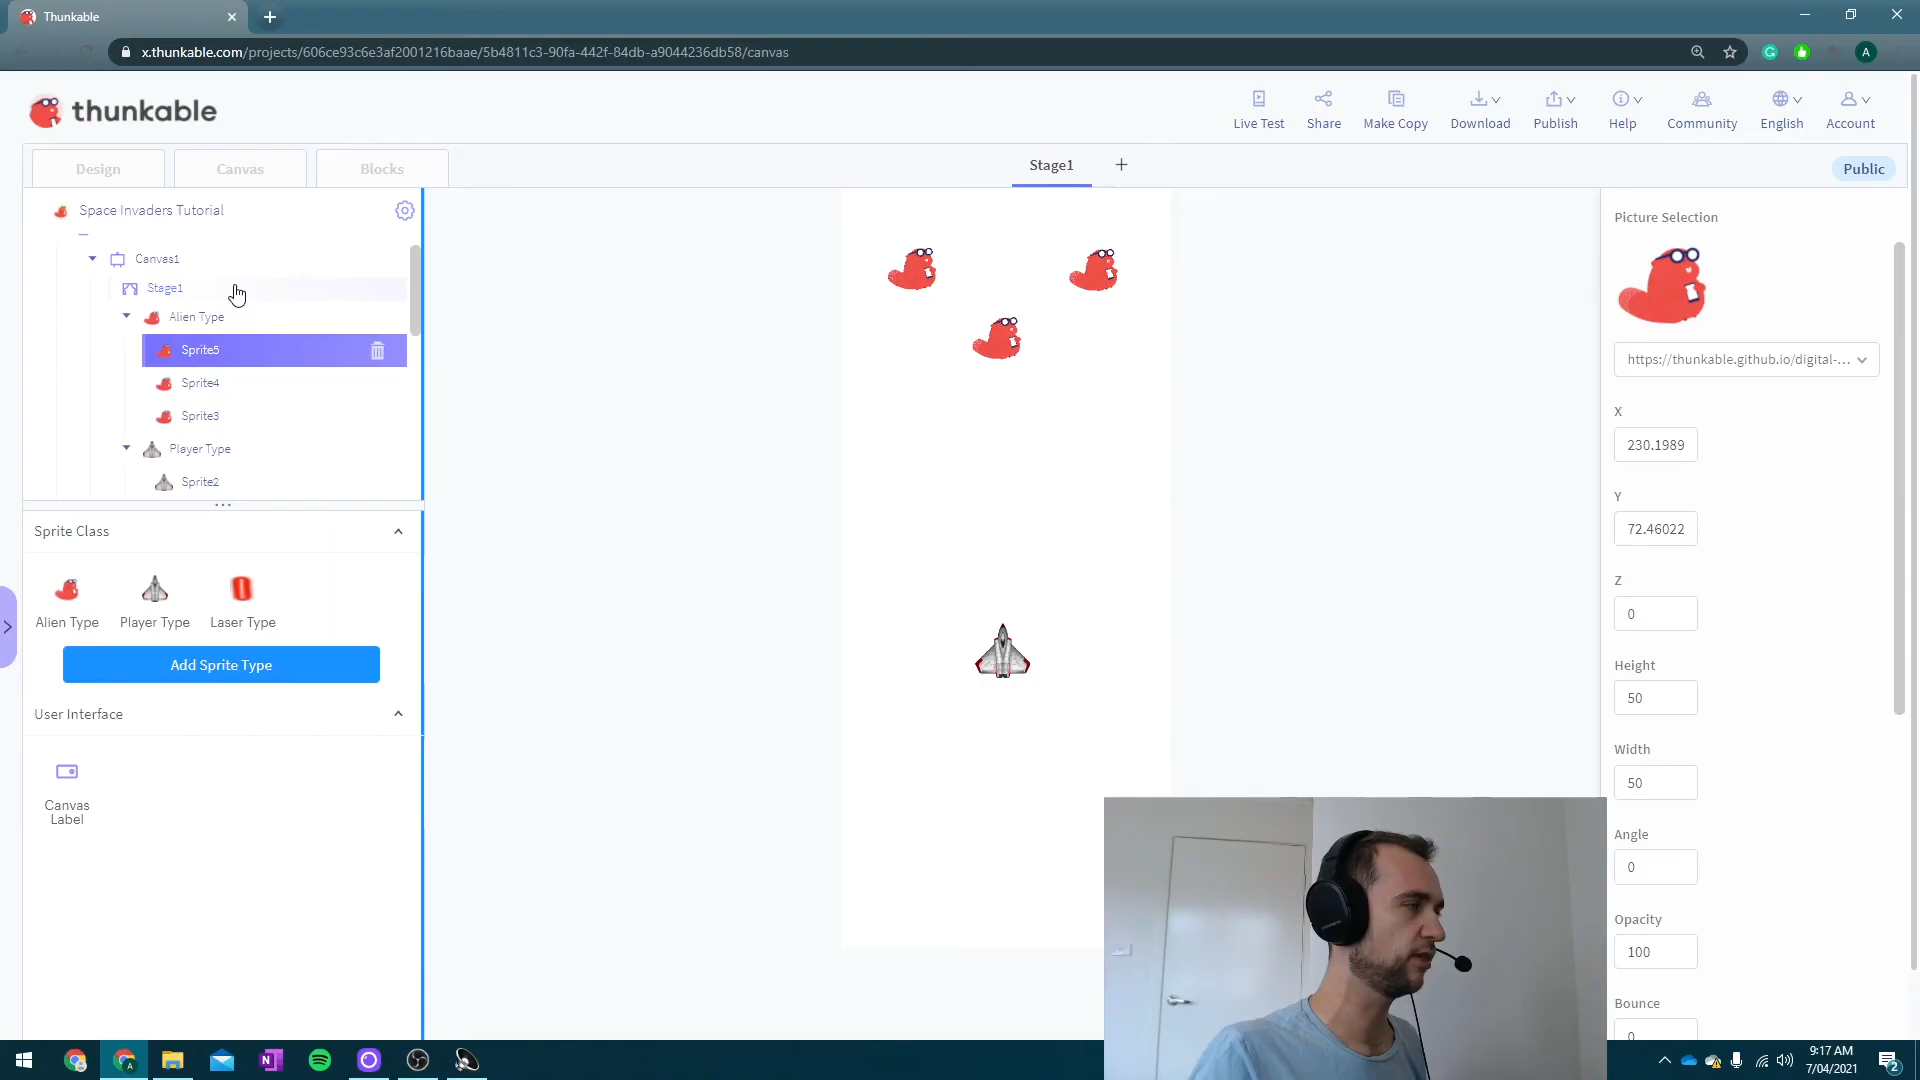 Thunkable
x.thunkable.com/projects/606ce93c6e3af2001216baae/5b4811c3-90fa-442f-84db-a9044236db58/canvas
A
thunkable
Live Test
Share
Make Copy
Download
Publish
Help
Community
English
Account
Design
Canvas
Blocks
Stage1
Public
Space Invaders Tutorial
Canvas1
Stage1
Alien Type
Sprite5
Sprite4
Sprite3
Player Type
Sprite2
Sprite Class
Alien Type
Player Type
Laser Type
Add Sprite Type
User Interface
Canvas
Label
Picture Selection
https://thunkable.github.io/digital-...
X
230.1989
Y
72.46022
Z
0
Height
50
Width
50
Angle
0
Opacity
100
Bounce
0
9:17 AM
7/04/2021
2